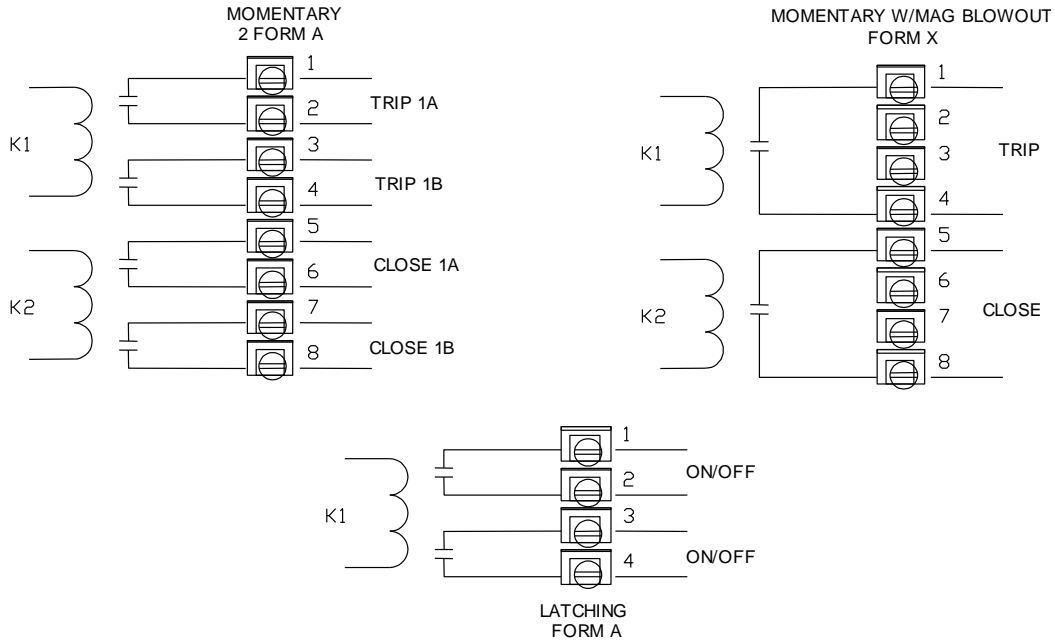 MOMENTARY
2 FORM A
1
TRIP 1A
2
K1
3
TRIP 1B
4
5
CLOSE 1A
6
K2
7
CLOSE 1B
8
MOMENTARY W/MAG BLOWOUT
FORM X
1
2
K1
3
TRIP
4
5
6
K2
7
CLOSE
8
1
ON/OFF
2
K1
3
ON/OFF
4
LATCHING
FORM A